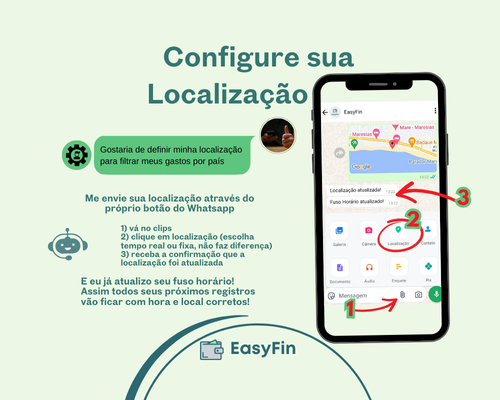 Configure sua
Localização
Gostaria de definir minha localização
para filtrar meus gastos por país
Me envie sua localização através do
próprio botão do Whatsapp
1) vá no clips
2) clique em localização (escolha
tempo real ou fixa, não faz diferença)
3) receba a confirmação que a
localização foi atualizada
E eu já atualizo seu fuso horário!
Assim todos seus próximos registros
vão ficar com hora e local corretos!
EasyFin
EasyFin
Maresias
Mare - Maresias
Google
Localização atualizada!
Fuso Horário atualizado!
3
2
Galeria
Câmera
Localização
Contato
Documento
Áudio
Enquete
Pix
Mensagem
1